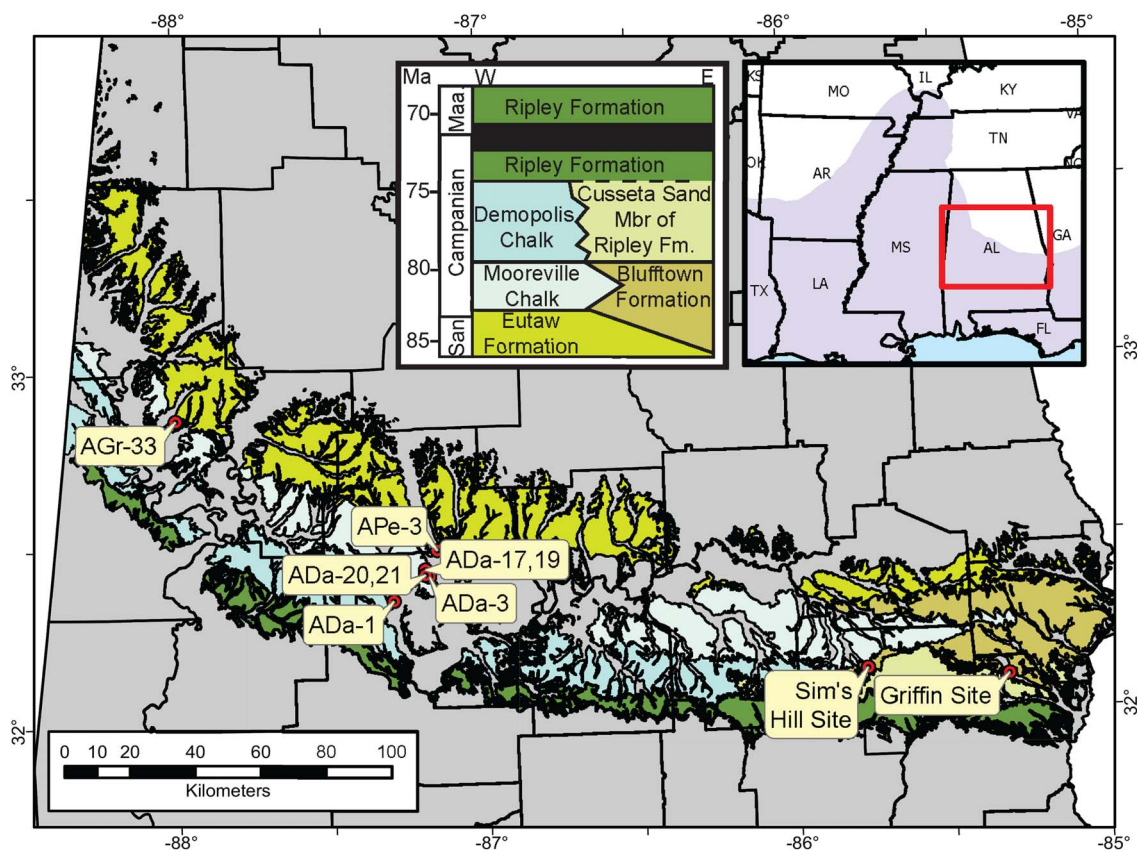 -88°
-87°
-86°
-85°
Ma
W
E
70
75
80
85
Maa.
Campanian
San
Ripley Formation
Ripley Formation
Demopolis
Chalk
Cusseta Sand
Mbr of
Ripley Fm.
Mooreville
Chalk
Blufftown
Formation
Eutaw
Formation
KS
MO
IL
KY
VA
OK
AR
TN
NC
TX
LA
MS
AL
GA
FL
33°
33°
AGr-33
APe-3
ADa-17,19
ADa-20,21
ADa-3
ADa-1
Sim's
Hill Site
Griffin Site
32°
32°
0 10 20 40 60 80 100
Kilometers
-88°
-87°
-86°
-85°